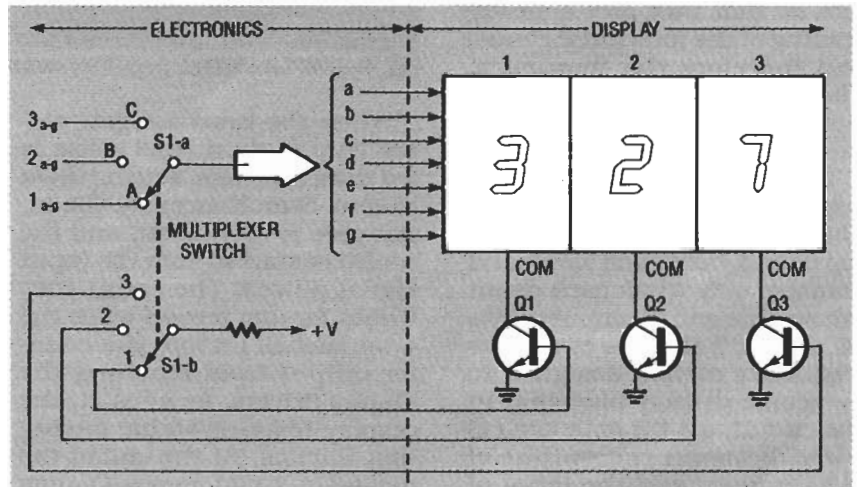 ELECTRONICS
DISPLAY
1 2 3
a
b
c
d
e
f
g
3a-g C
2a-g B
1a-g A
S1-a
MULTIPLEXER
SWITCH
3
2
1
S1-b
+V
3 2 7
COM COM COM
Q1 Q2 Q3